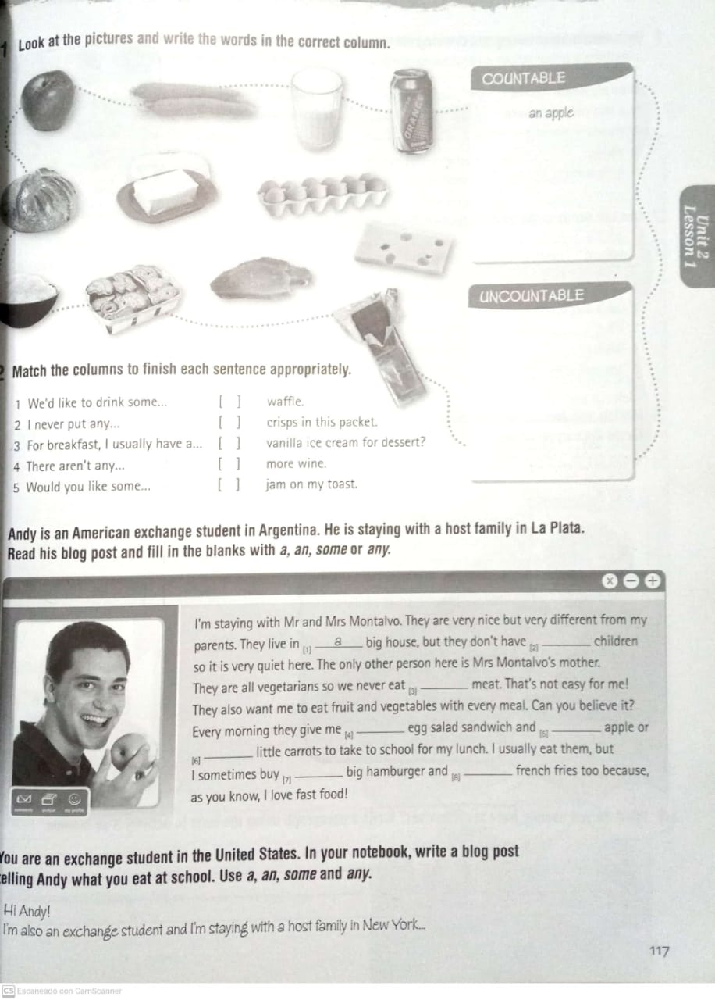 1 Look at the pictures and write the words in the correct column.
ORANGE
COUNTABLE
an apple
Unit 2
Lesson 1
UNCOUNTABLE
2 Match the columns to finish each sentence appropriately.
1 We'd like to drink some... [ ] waffle.
2 I never put any... [ ] crisps in this packet.
3 For breakfast, I usually have a... [ ] vanilla ice cream for dessert?
4 There aren't any... [ ] more wine.
5 Would you like some... [ ] jam on my toast.
Andy is an American exchange student in Argentina. He is staying with a host family in La Plata.
Read his blog post and fill in the blanks with a, an, some or any.
I'm staying with Mr and Mrs Montalvo. They are very nice but very different from my
parents. They live in [1] ___a___ big house, but they don't have [2] _______ children
so it is very quiet here. The only other person here is Mrs Montalvo's mother.
They are all vegetarians so we never eat [3] _______ meat. That's not easy for me!
They also want me to eat fruit and vegetables with every meal. Can you believe it?
Every morning they give me [4] _______ egg salad sandwich and [5] _______ apple or
[6] _______ little carrots to take to school for my lunch. I usually eat them, but
I sometimes buy [7] _______ big hamburger and [8] _______ french fries too because,
as you know, I love fast food!
my profile
You are an exchange student in the United States. In your notebook, write a blog post
telling Andy what you eat at school. Use a, an, some and any.
Hi Andy!
I'm also an exchange student and I'm staying with a host family in New York...
117
CS Escaneado con CamScanner